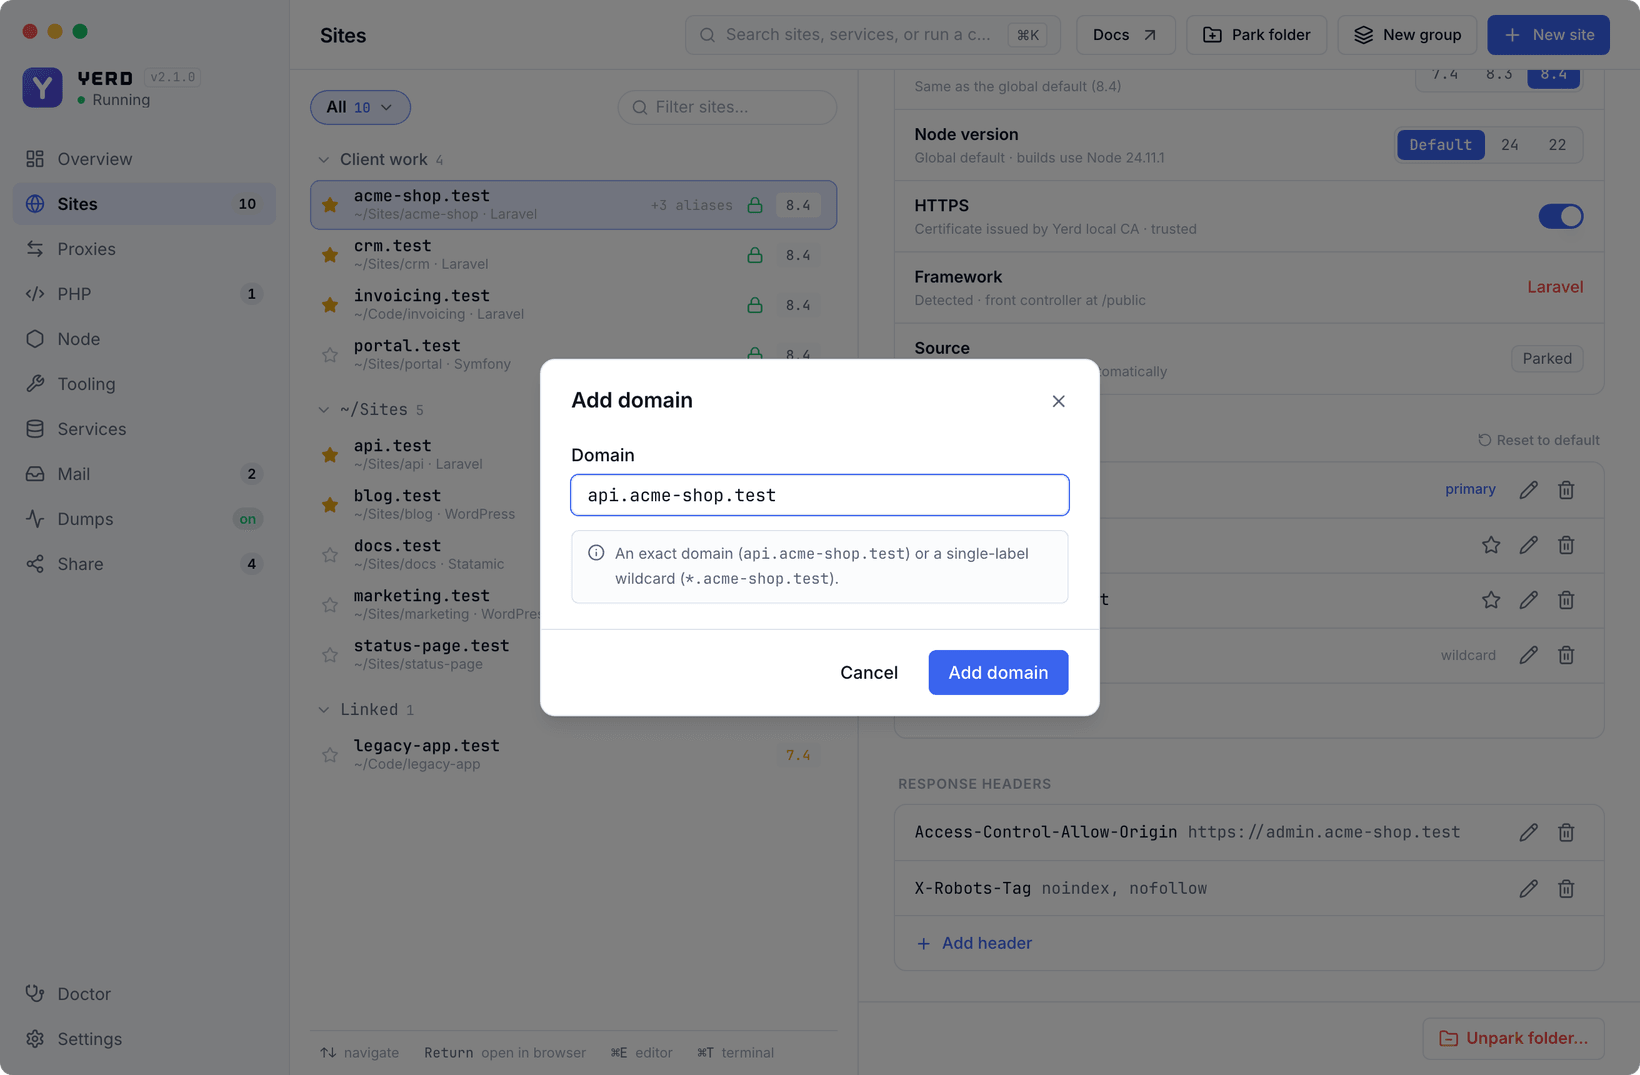 YERD v2.1.0
Running
Overview
Sites 10
Proxies
PHP 1
Node
Tooling
Services
Mail 2
Dumps on
Share 4
Doctor
Settings
Sites
Search sites, services, or run a c... ⌘K
Docs
Park folder
New group
New site
All 10
Filter sites...
Client work 4
acme-shop.test
~/Sites/acme-shop · Laravel
+3 aliases 8.4
crm.test
~/Sites/crm · Laravel
8.4
invoicing.test
~/Code/invoicing · Laravel
8.4
portal.test
~/Sites/portal · Symfony
8.4
~/Sites 5
api.test
~/Sites/api · Laravel
blog.test
~/Sites/blog · WordPress
docs.test
~/Sites/docs · Statamic
marketing.test
~/Sites/marketing · WordPres
status-page.test
~/Sites/status-page
Linked 1
legacy-app.test
~/Code/legacy-app
7.4
↑↓ navigate Return open in browser ⌘E editor ⌘T terminal
Same as the global default (8.4)
7.4 8.3 8.4
Node version
Global default · builds use Node 24.11.1
Default 24 22
HTTPS
Certificate issued by Yerd local CA · trusted
Framework
Detected · front controller at /public
Laravel
Source
omatically
Parked
Reset to default
primary
t
wildcard
RESPONSE HEADERS
Access-Control-Allow-Origin https://admin.acme-shop.test
X-Robots-Tag noindex, nofollow
+ Add header
Unpark folder...
Add domain
Domain
api.acme-shop.test
An exact domain (api.acme-shop.test) or a single-label
wildcard (*.acme-shop.test).
Cancel
Add domain